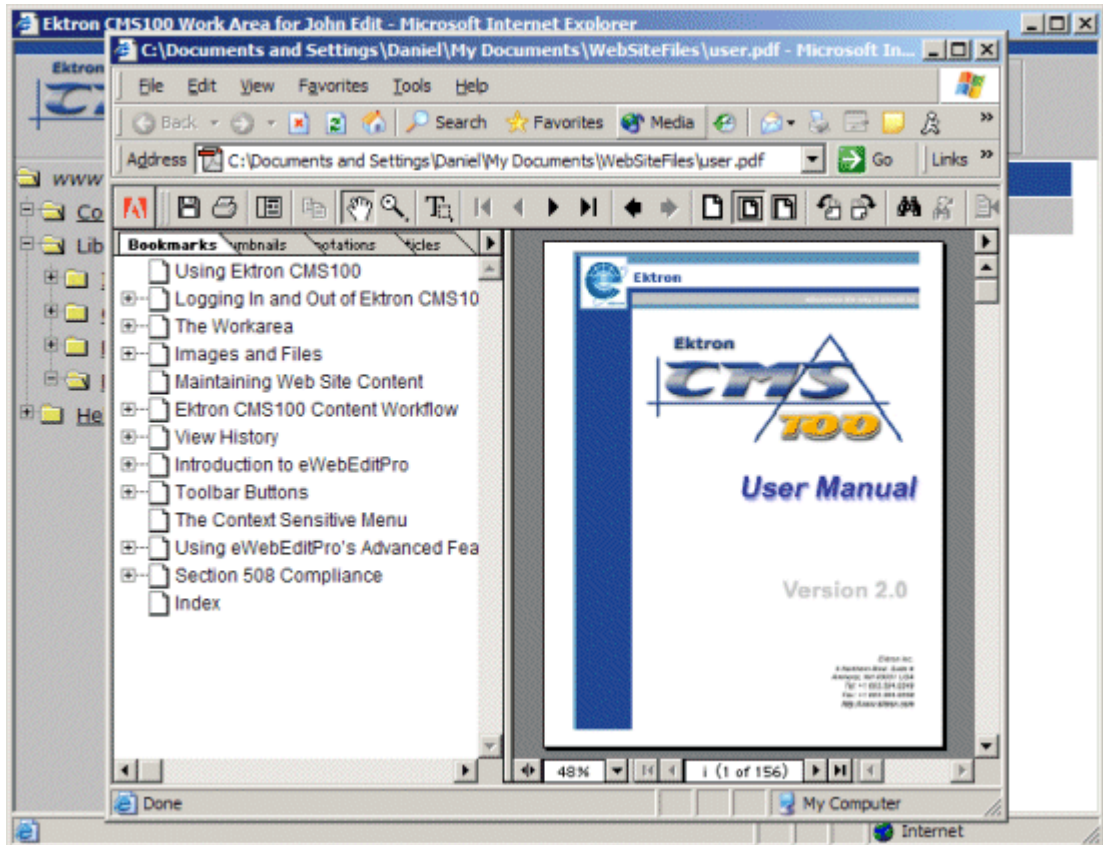 Ektron CMS100 Work Area for John Edit - Microsoft Internet Explorer
C:\Documents and Settings\Daniel\My Documents\WebSiteFiles\user.pdf - Microsoft In...
Ektron
File Edit View Favorites Tools Help
Back Search Favorites Media »
Address C:\Documents and Settings\Daniel\My Documents\WebSiteFiles\user.pdf Go Links »
www
Co
Lib
He
Bookmarks
Using Ektron CMS100
Logging In and Out of Ektron CMS10
The Workarea
Images and Files
Maintaining Web Site Content
Ektron CMS100 Content Workflow
View History
Introduction to eWebEditPro
Toolbar Buttons
The Context Sensitive Menu
Using eWebEditPro's Advanced Fea
Section 508 Compliance
Index
Ektron
Ektron
CMS
100
User Manual
Version 2.0
48% i (1 of 156)
Done My Computer
Internet